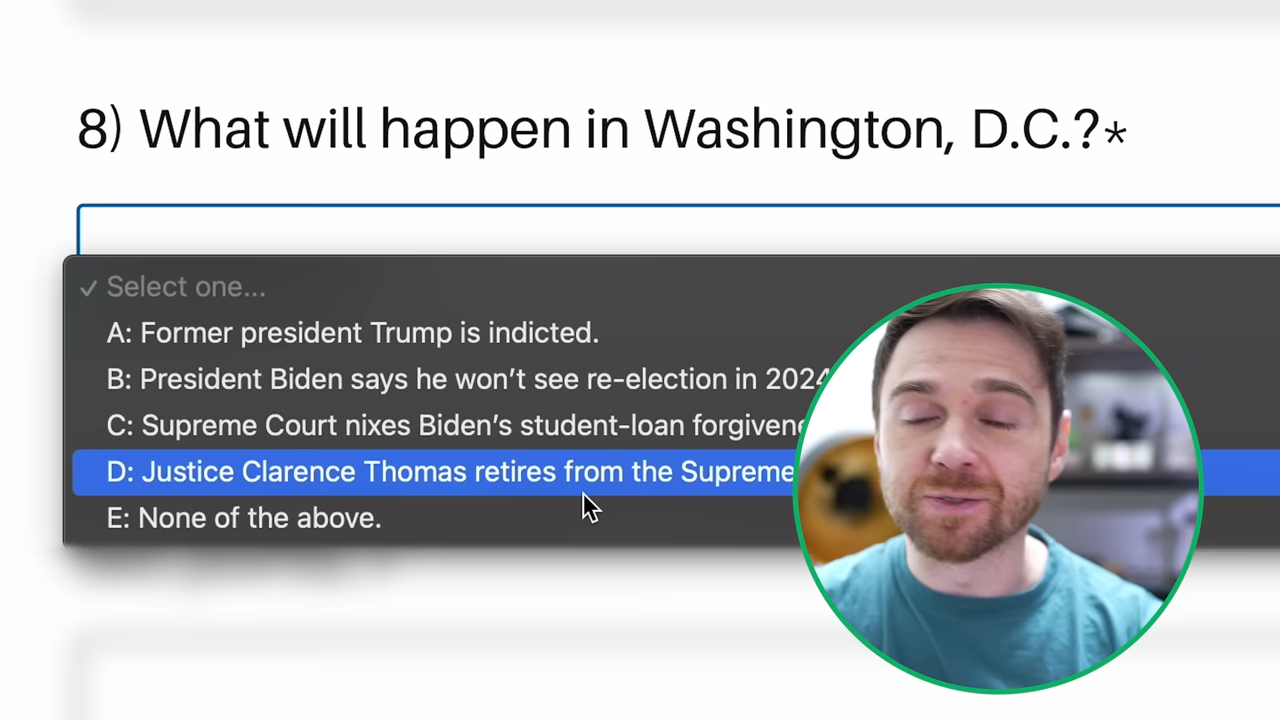 8) What will happen in Washington, D.C.?*
✓ Select one...
A: Former president Trump is indicted.
B: President Biden says he won’t see re-election in 2024
C: Supreme Court nixes Biden’s student-loan
D: Justice Clarence Thomas retires from the Supreme
E: None of the above.